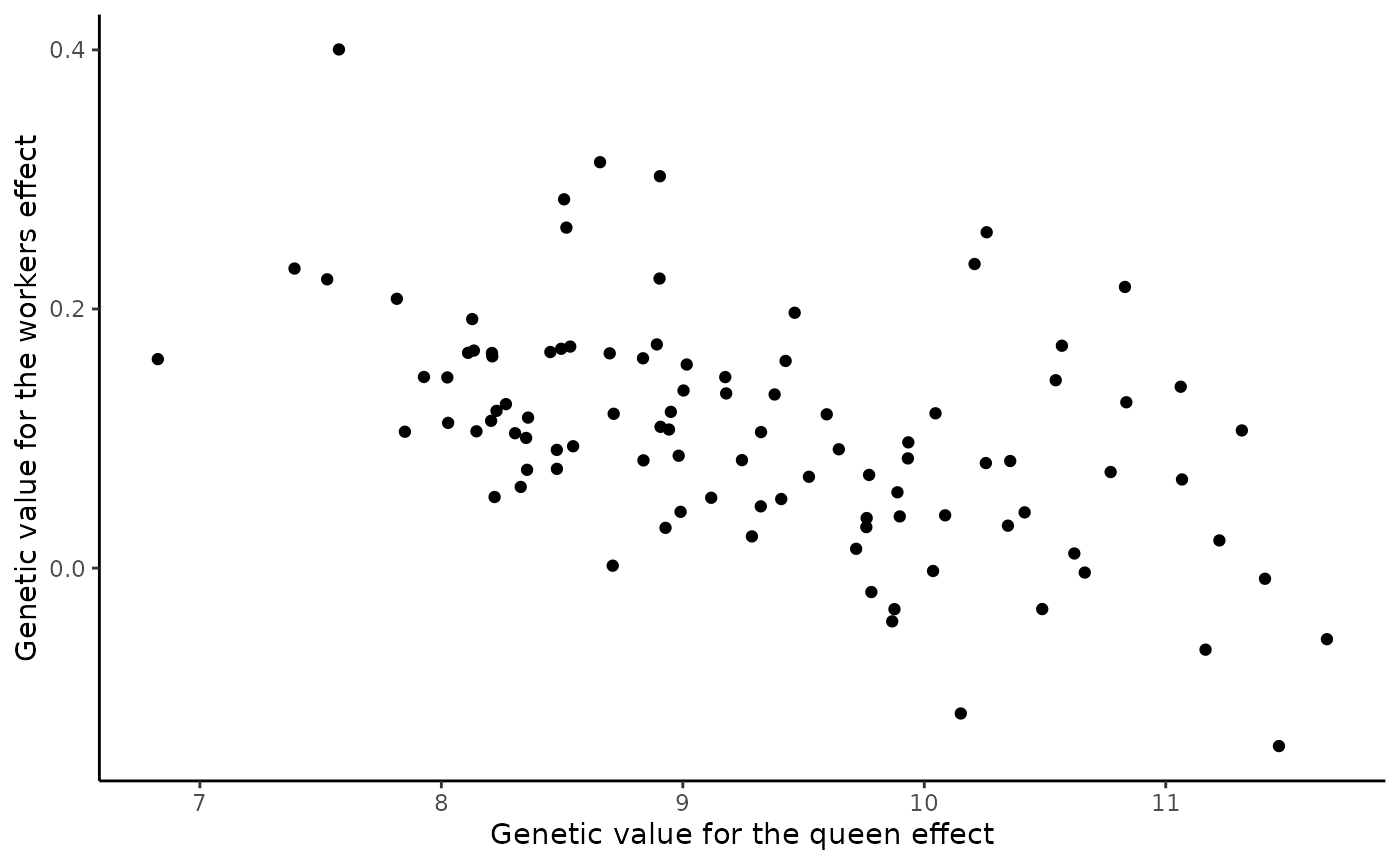 Genetic value for the workers effect
0.4
0.2
0.0
7 8 9 10 11
Genetic value for the queen effect